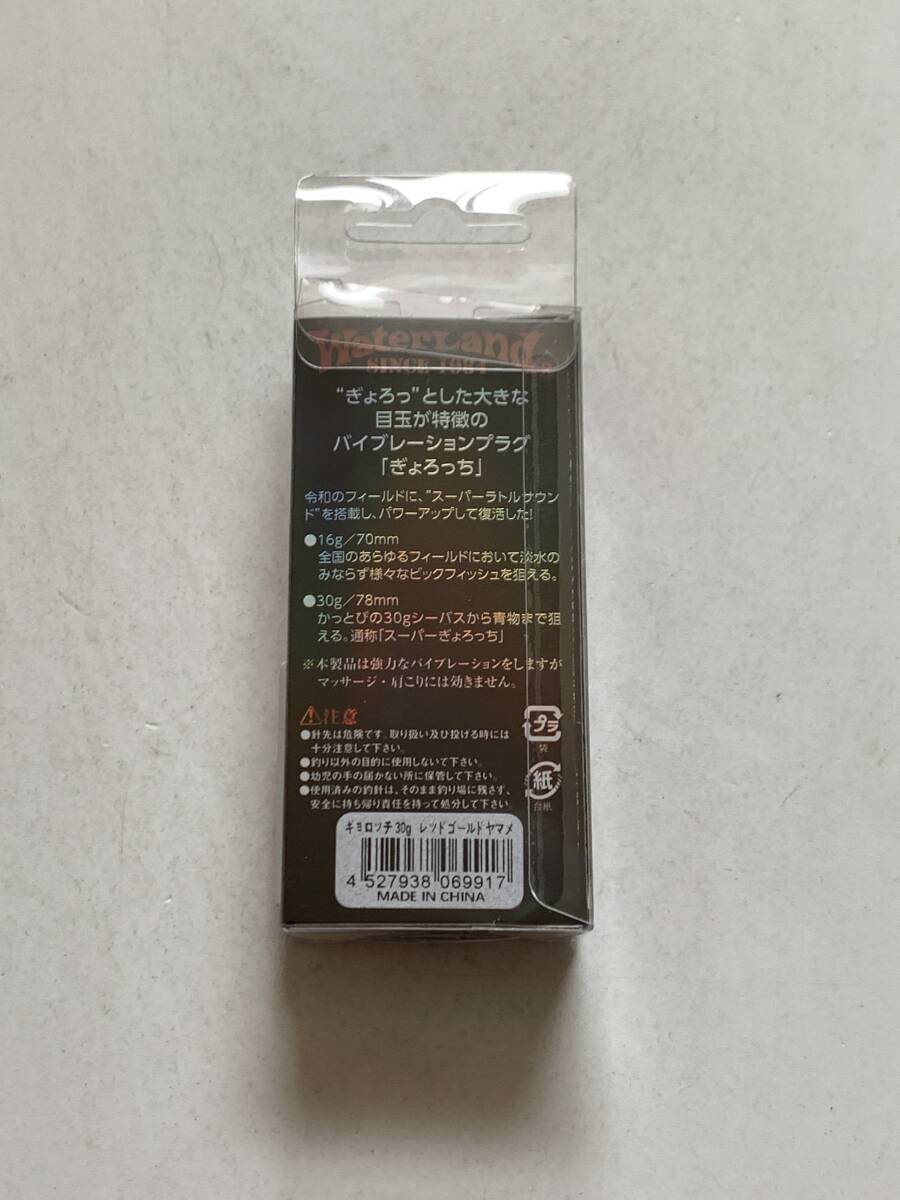 WaterLand
SINCE 1984
“ぎょろっ”とした大きな
目玉が特徴の
バイブレーションプラグ
「ぎょろっち」
令和のフィールドに、“スーパーラトルサウン
ド”を搭載し、パワーアップして復活した!
●16g/70mm
全国のあらゆるフィールドにおいて淡水の
みならず様々なビックフィッシュを狙える。
●30g/78mm
かっとびの30gシーバスから青物まで狙
える。通称「スーパーぎょろっち」
※本製品は強力なバイブレーションをしますが
マッサージ・肩こりには効きません。
注意
●針先は危険です。取り扱い及び投げる時には
十分注意して下さい。
●釣り以外の目的に使用しないで下さい。
●幼児の手の届かない所に保管して下さい。
●使用済みの釣針は、そのまま釣り場に残さず、
安全に持ち帰り責任を持って処分して下さい。
プラ
袋
紙
台紙
ギョロッチ 30g レッドゴールドヤマメ
4 527938 069917
MADE IN CHINA